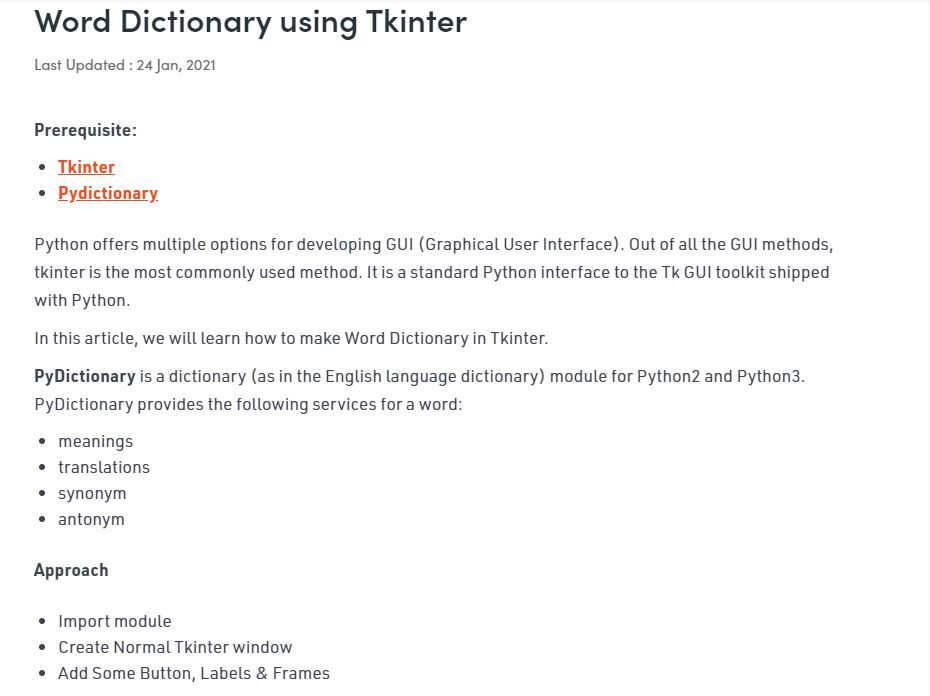 Word Dictionary using Tkinter
Last Updated : 24 Jan, 2021
Prerequisite:
Tkinter
Pydictionary
Python offers multiple options for developing GUI (Graphical User Interface). Out of all the GUI methods,
tkinter is the most commonly used method. It is a standard Python interface to the Tk GUI toolkit shipped
with Python.
In this article, we will learn how to make Word Dictionary in Tkinter.
PyDictionary is a dictionary (as in the English language dictionary) module for Python2 and Python3.
PyDictionary provides the following services for a word:
meanings
translations
synonym
antonym
Approach
Import module
Create Normal Tkinter window
Add Some Button, Labels & Frames